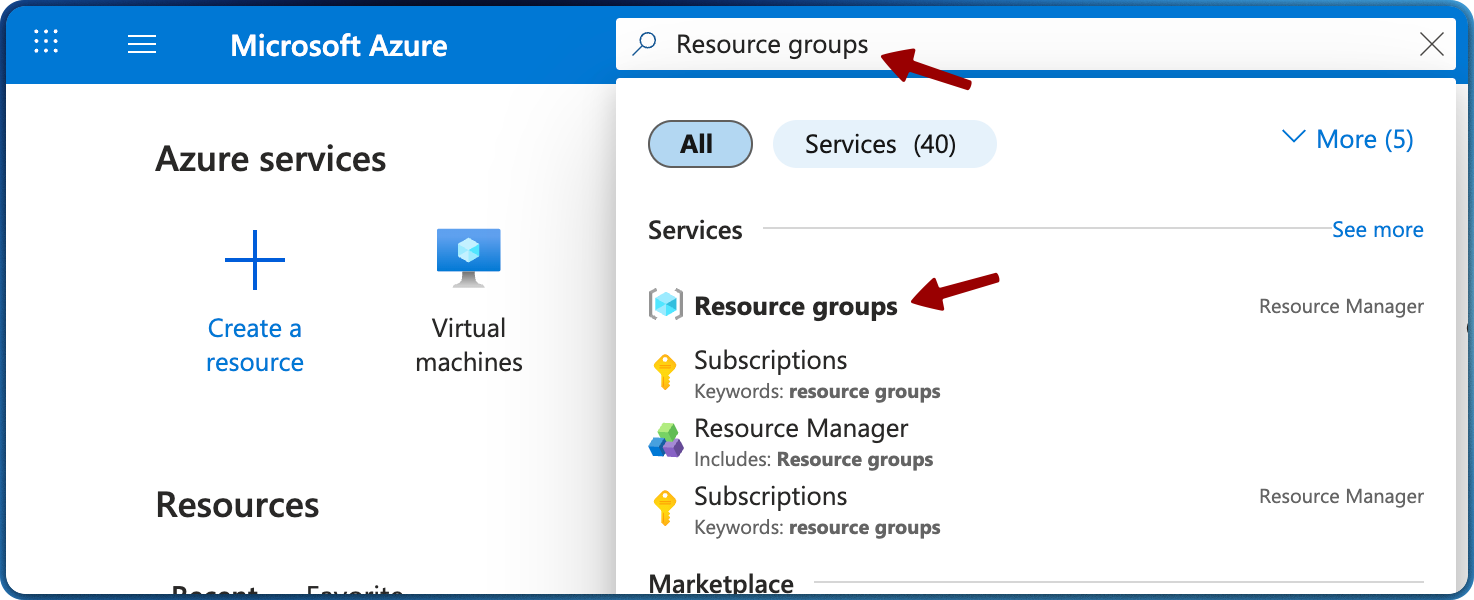 Microsoft Azure
Resource groups
All
Services (40)
More (5)
Azure services
Services
See more
Create a
resource
Virtual
machines
Resource groups
Resource Manager
Subscriptions
Keywords: resource groups
Resource Manager
Includes: Resource groups
Subscriptions
Resource Manager
Keywords: resource groups
Resources
Marketplace
Recent
Favorite